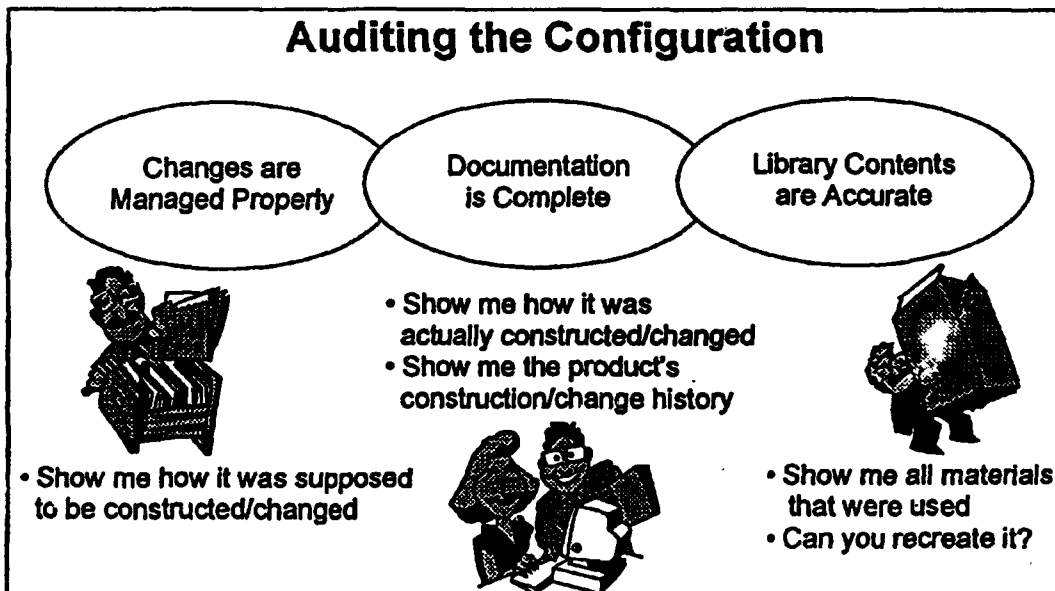 Auditing the Configuration
Changes are
Managed Property
Documentation
is Complete
Library Contents
are Accurate
• Show me how it was supposed
to be constructed/changed
• Show me how it was
actually constructed/changed
• Show me the product's
construction/change history
• Show me all materials
that were used
• Can you recreate it?